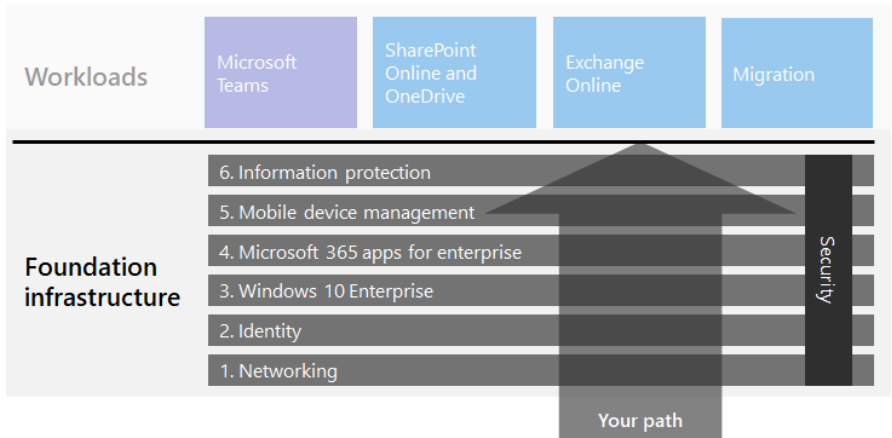 Workloads
Microsoft
Teams
SharePoint
Online and
OneDrive
Exchange
Online
Migration
6. Information protection
5. Mobile device management
4. Microsoft 365 apps for enterprise
3. Windows 10 Enterprise
2. Identity
1. Networking
Foundation
infrastructure
Security
Your path